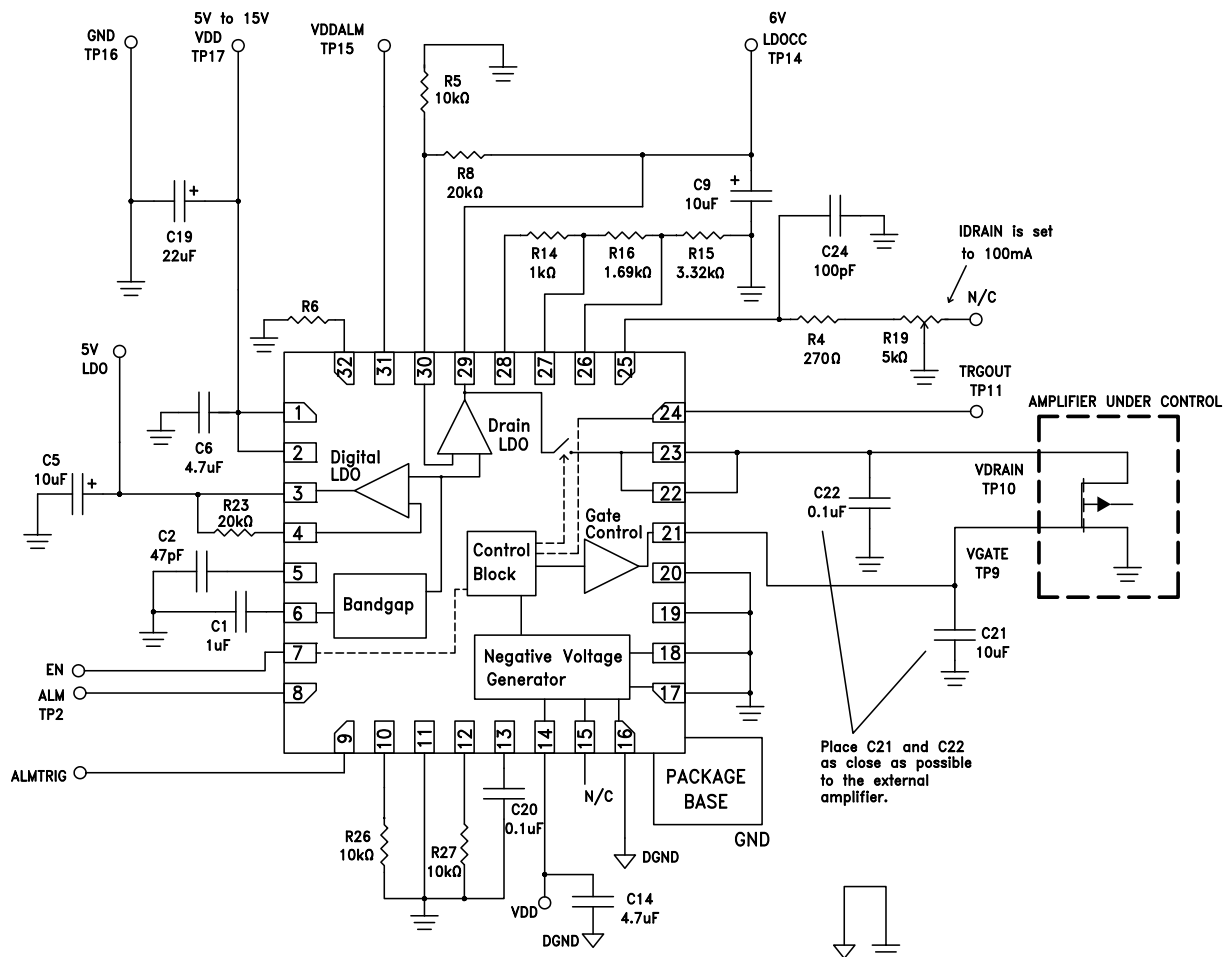 GND
TP16
5V to 15V
VDD
TP17
VDDALM
TP15
6V
LDOCC
TP14
R5
10kΩ
R8
20kΩ
C9
+
10uF
C19
+
22uF
R14
1kΩ
R16
1.69kΩ
R15
3.32kΩ
C24
100pF
IDRAIN is set
to 100mA
N/C
R6
R4
270Ω
R19
5kΩ
5V
LDO
32
31
30
29
28
27
26
25
TRGOUT
TP11
AMPLIFIER UNDER CONTROL
C6
4.7uF
1
2
3
4
5
6
7
8
Drain
LDO
Digital
LDO
24
23
22
21
20
19
18
17
C5
10uF
+
R23
20kΩ
C2
47pF
C1
1uF
VDRAIN
TP10
C22
0.1uF
Gate
Control
Control
Block
Bandgap
VGATE
TP9
C21
10uF
Negative Voltage
Generator
EN
ALM
TP2
ALMTRIG
9
10
11
12
13
14
15
16
Place C21 and C22
as close as possible
to the external
amplifier.
N/C
PACKAGE
BASE
GND
C20
0.1uF
R26
10kΩ
R27
10kΩ
DGND
VDD
C14
4.7uF
DGND